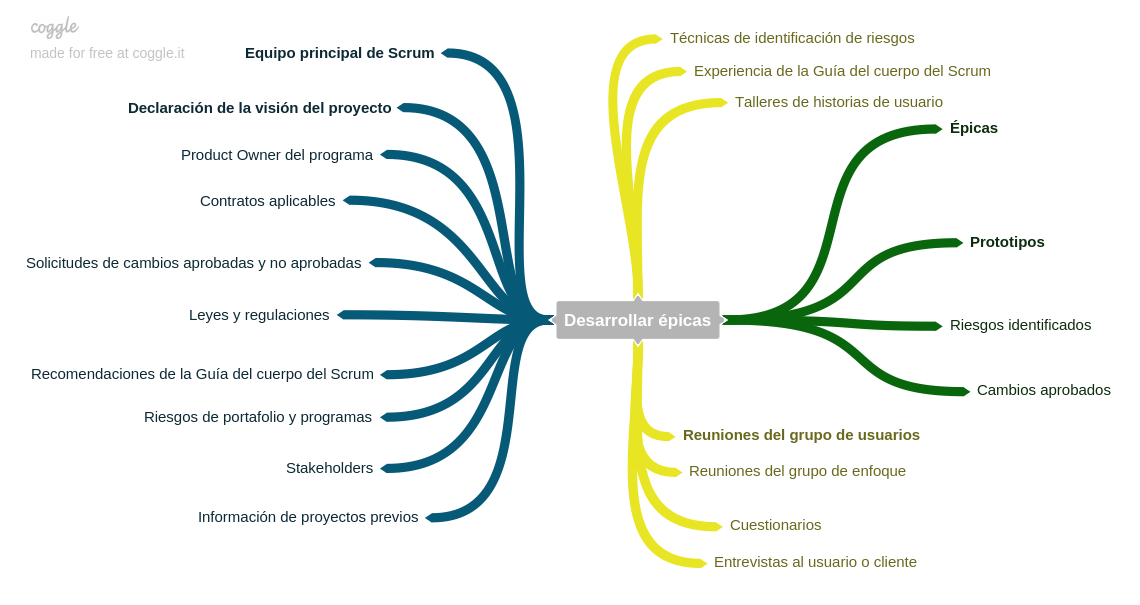 coggle
made for free at coggle.it
Equipo principal de Scrum
Declaración de la visión del proyecto
Product Owner del programa
Contratos aplicables
Solicitudes de cambios aprobadas y no aprobadas
Leyes y regulaciones
Recomendaciones de la Guía del cuerpo del Scrum
Riesgos de portafolio y programas
Stakeholders
Información de proyectos previos
Desarrollar épicas
Técnicas de identificación de riesgos
Experiencia de la Guía del cuerpo del Scrum
Talleres de historias de usuario
Épicas
Prototipos
Riesgos identificados
Cambios aprobados
Reuniones del grupo de usuarios
Reuniones del grupo de enfoque
Cuestionarios
Entrevistas al usuario o cliente